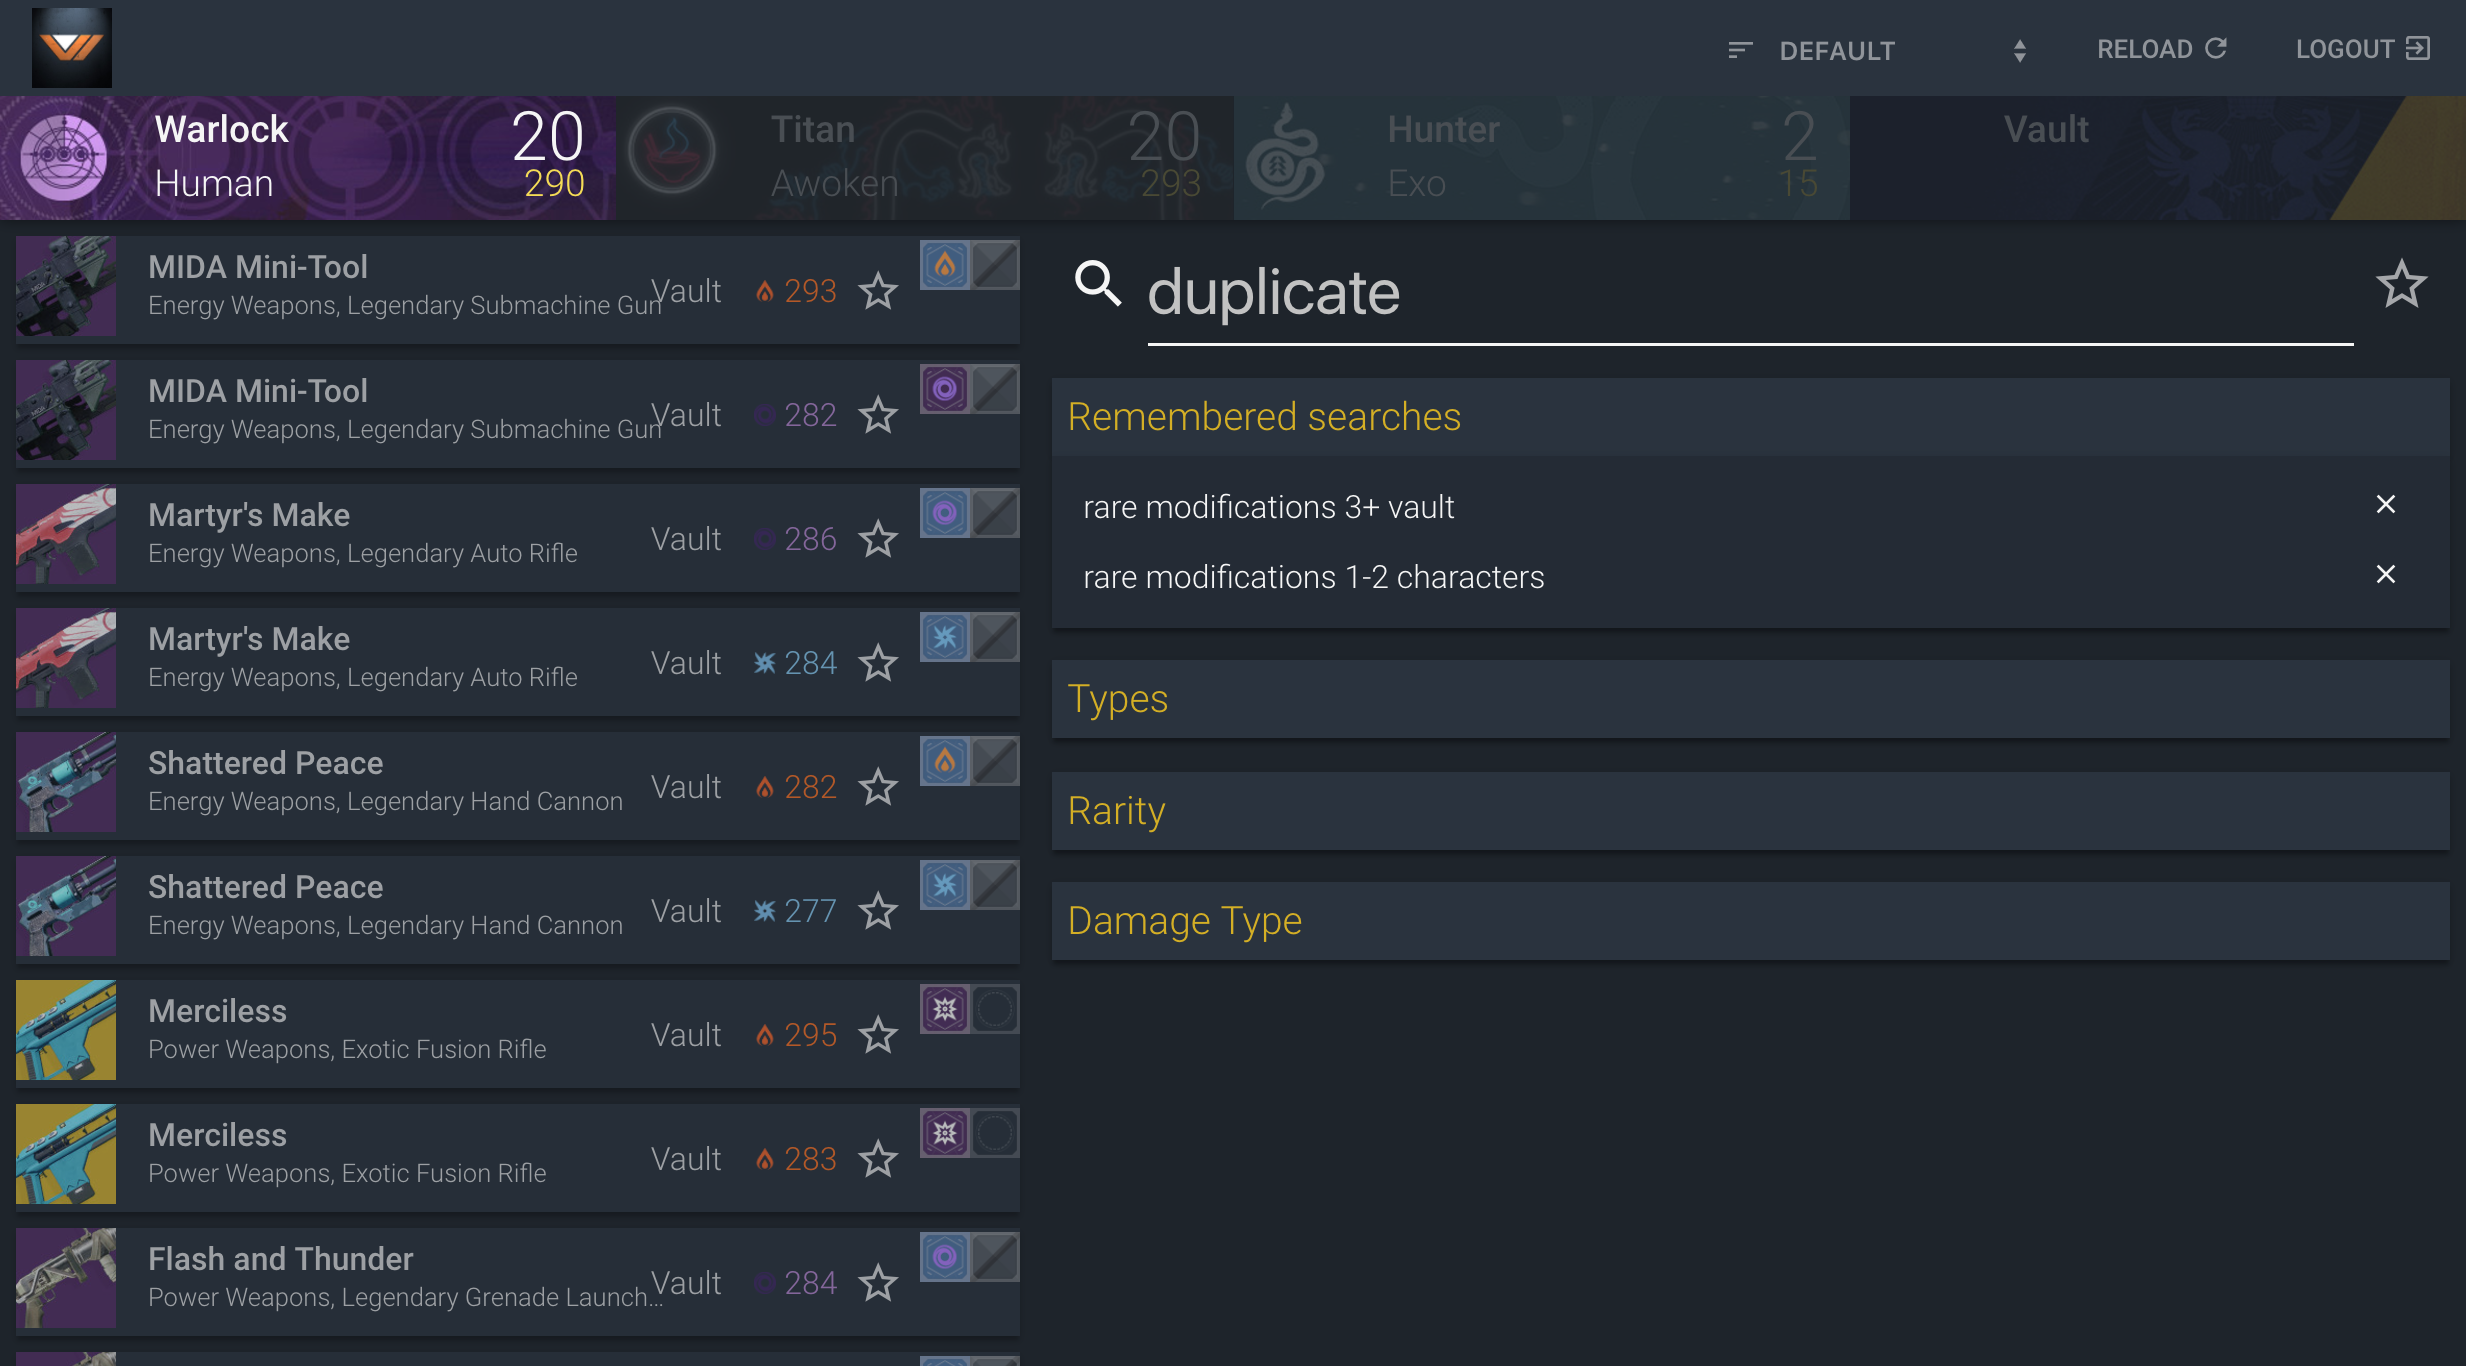 DEFAULT
RELOAD
LOGOUT
Warlock
Human
20
290
Titan
Awoken
20
293
Hunter
Exo
2
15
Vault
MIDA Mini-Tool
Energy Weapons, Legendary Submachine Gun
Vault
293
MIDA Mini-Tool
Energy Weapons, Legendary Submachine Gun
Vault
282
Martyr's Make
Energy Weapons, Legendary Auto Rifle
Vault
286
Martyr's Make
Energy Weapons, Legendary Auto Rifle
Vault
284
Shattered Peace
Energy Weapons, Legendary Hand Cannon
Vault
282
Shattered Peace
Energy Weapons, Legendary Hand Cannon
Vault
277
Merciless
Power Weapons, Exotic Fusion Rifle
Vault
295
Merciless
Power Weapons, Exotic Fusion Rifle
Vault
283
Flash and Thunder
Power Weapons, Legendary Grenade Launch...
Vault
284
duplicate
Remembered searches
rare modifications 3+ vault
rare modifications 1-2 characters
Types
Rarity
Damage Type